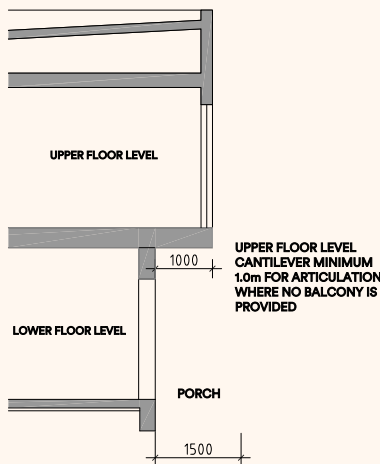 UPPER FLOOR LEVEL
1000
UPPER FLOOR LEVEL
CANTILEVER MINIMUM
1.0m FOR ARTICULATION
WHERE NO BALCONY IS
PROVIDED
LOWER FLOOR LEVEL
PORCH
1500